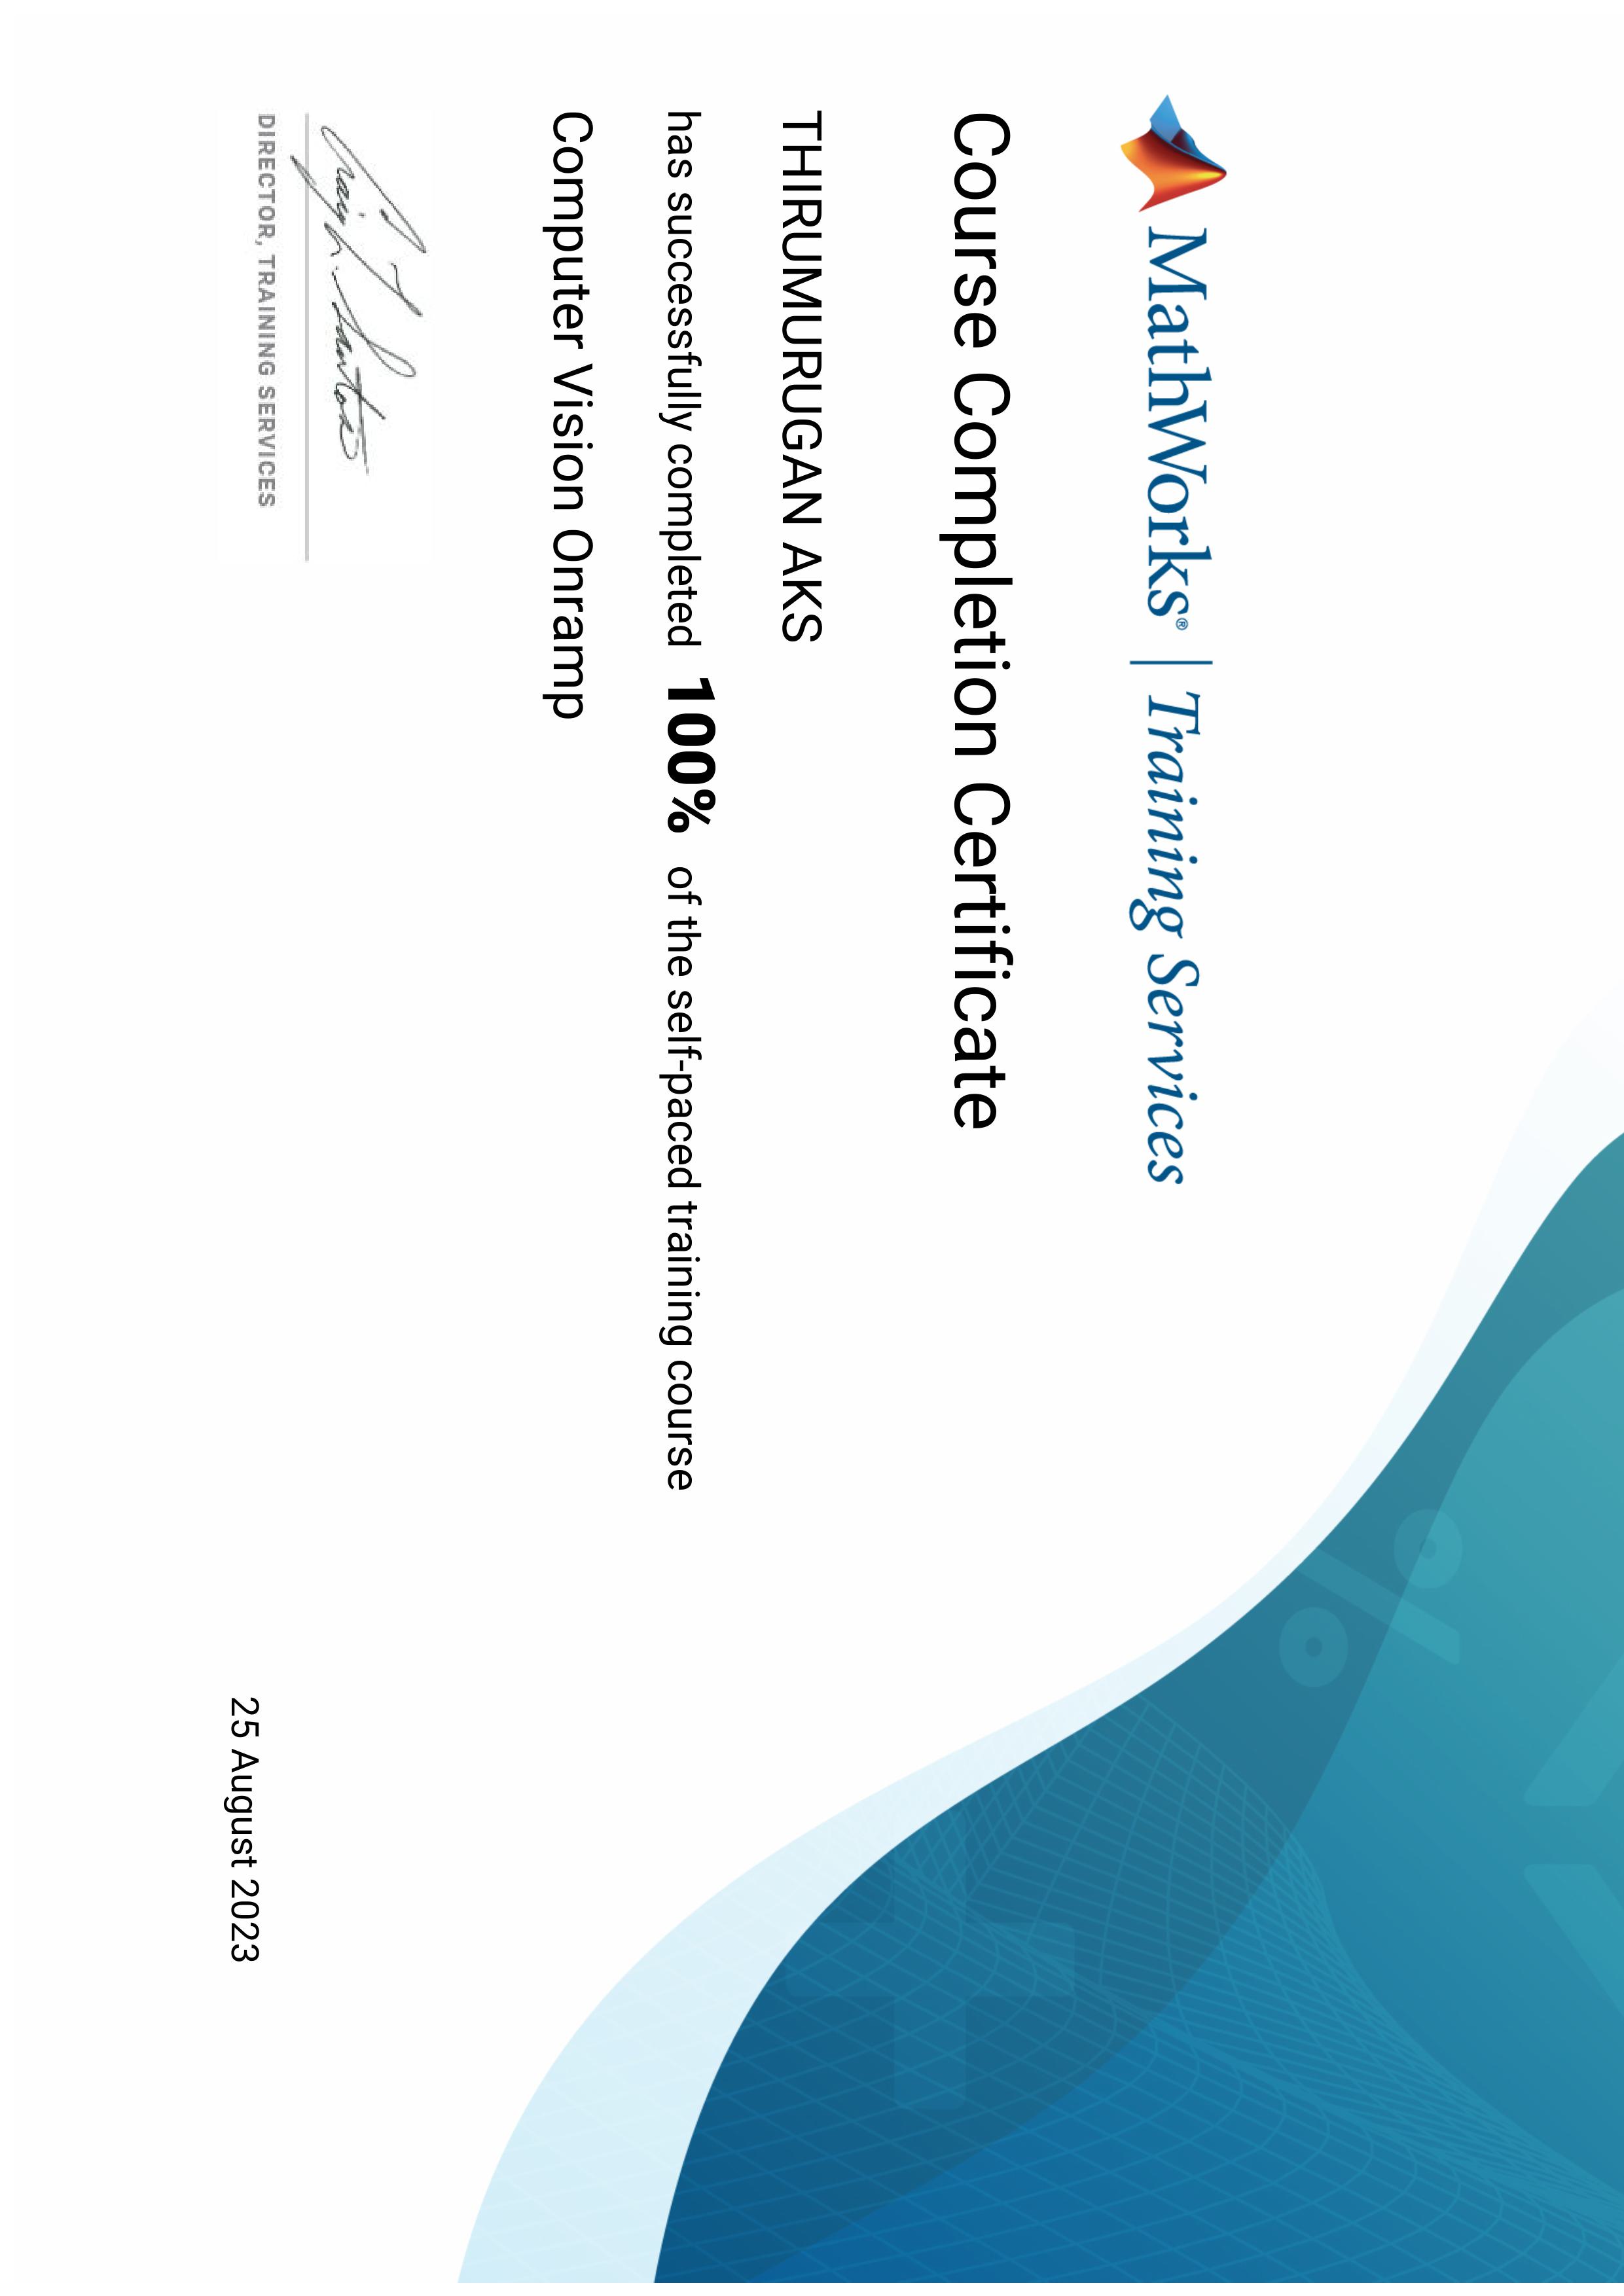 MathWorks® | Training Services
Course Completion Certificate
THIRUMURUGAN AKS
has successfully completed 100% of the self-paced training course
Computer Vision Onramp
Craig L. Santos
DIRECTOR, TRAINING SERVICES
25 August 2023